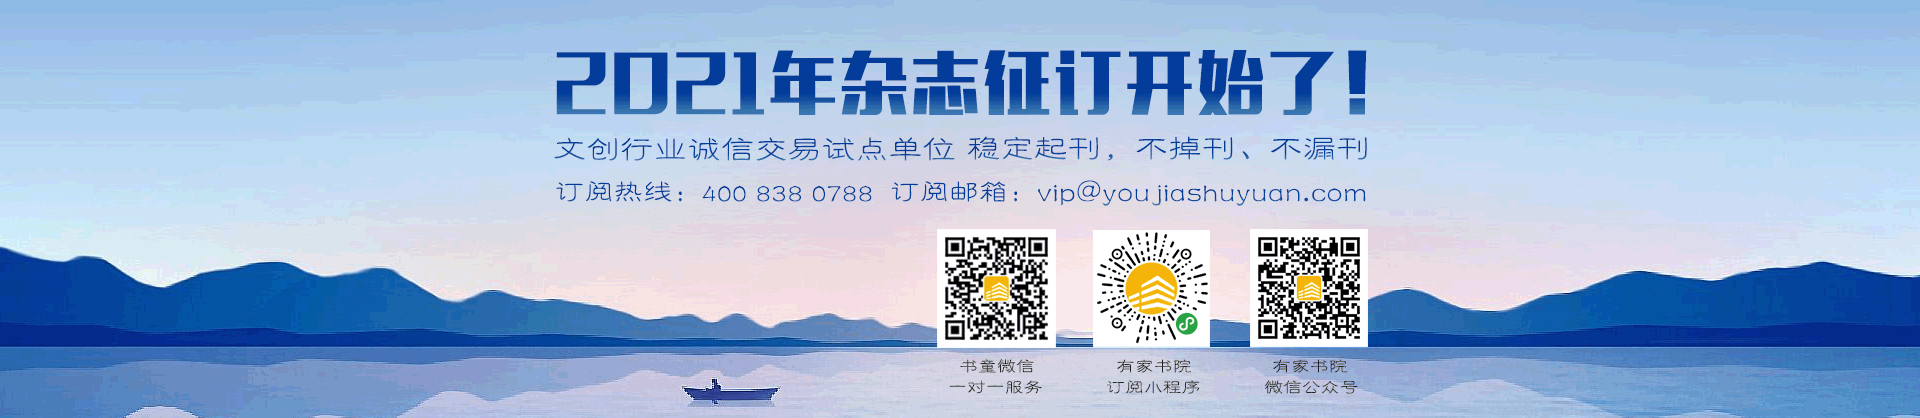 2021年杂志征订开始了!
文创行业诚信交易试点单位 稳定起刊，不掉刊、不漏刊
订阅热线：400 838 0788 订阅邮箱：vip@youjiashuyuan.com
书童微信
一对一服务
有家书院
订阅小程序
有家书院
微信公众号